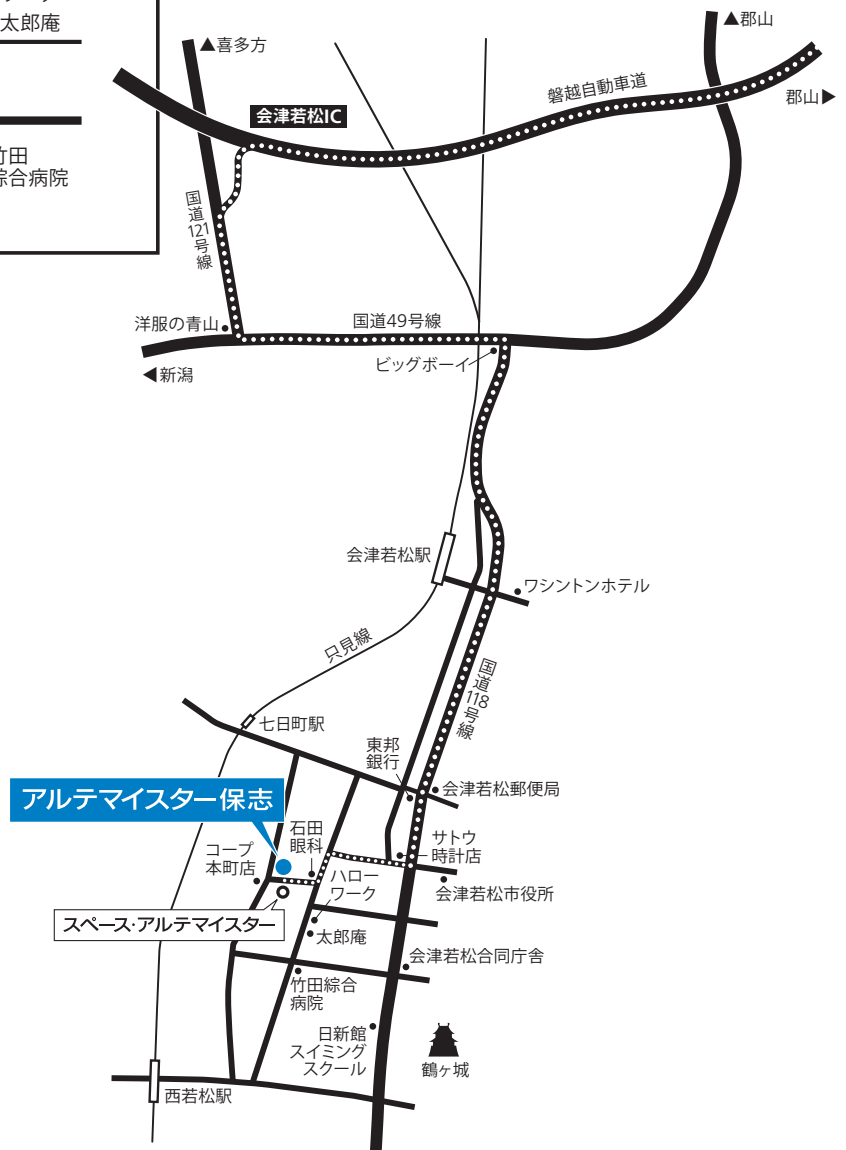 太郎庵
竹田
綜合病院
▲喜多方
▲郡山
会津若松IC
磐越自動車道
郡山▶
国道121号線
洋服の青山
国道49号線
ビッグボーイ
◀新潟
会津若松駅
ワシントンホテル
只見線
国道118号線
七日町駅
東邦
銀行
会津若松郵便局
アルテマイスター保志
石田
眼科
サトウ
時計店
コープ
本町店
ハロー
ワーク
会津若松市役所
スペース・アルテマイスター
太郎庵
会津若松合同庁舎
竹田綜合
病院
日新館
スイミング
スクール
鶴ヶ城
西若松駅